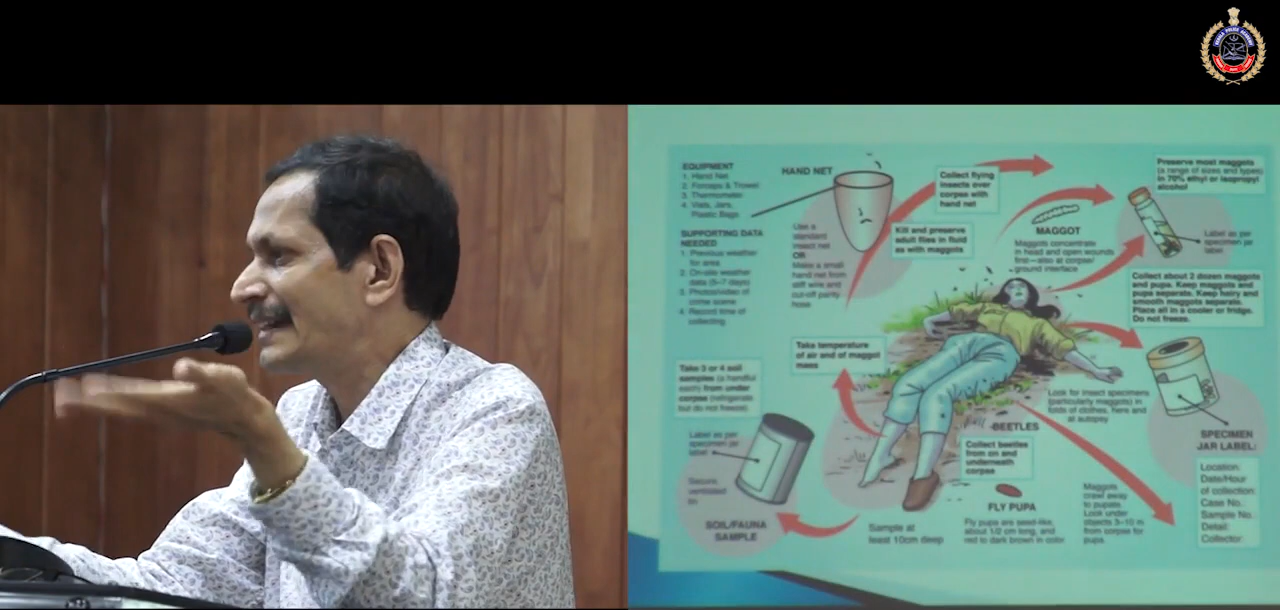 EQUIPMENT
1. Hand Net
2. Forceps & Trowel
3. Thermometer
4. Vials, Jars,
Plastic Bags
SUPPORTING DATA
NEEDED
1. Previous weather
for area
2. On-site weather
data (5–7 days)
3. Photos/video of
crime scene
4. Record time of
collecting
HAND NET
Use a
standard
insect net
OR
Make a small
hand net from
stiff wire and
cut-off panty
hose
Collect flying
insects over
corpse with
hand net
Kill and preserve
adult flies in fluid
as with maggots
MAGGOT
Maggots concentrate
in head and open wounds
first—also at corpse/
ground interface
Preserve most maggots
(a range of sizes and types)
in 70% ethyl or isopropyl
alcohol
Label as per
specimen jar
label
Collect about 2 dozen maggots
and pupa. Keep maggots and
pupa separate. Keep hairy and
smooth maggots separate.
Place all in a cooler or fridge.
Do not freeze.
Take temperature
of air and of maggot
mass
Take 3 or 4 soil
samples (a handful
each) from under
corpse (refrigerate
but do not freeze).
Label as per
specimen jar
label
Secure
ventilated
SOIL/FAUNA
SAMPLE
Sample at
least 10cm deep
Look for insect specimens
(particularly maggots) in
folds of clothes, here and
at autopsy
BEETLES
Collect beetles
from on and
underneath
corpse
FLY PUPA
Fly pupa are seed-like,
about 1/2 cm long, and
red to dark brown in color
Maggots
crawl away
to pupate.
Look under
objects 3–10 m
from corpse for
pupa.
SPECIMEN
JAR LABEL:
Location:
Date/Hour
of collection:
Case No.
Sample No.
Detail:
Collector: